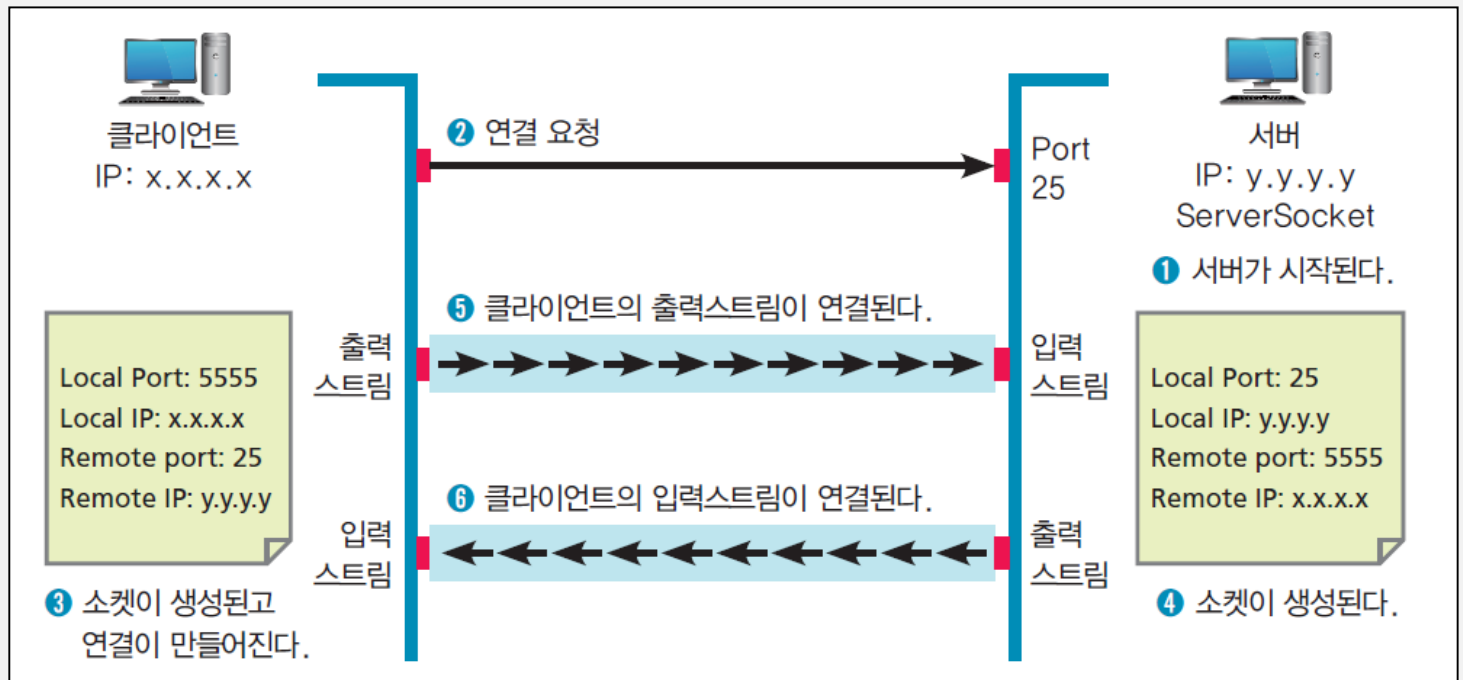 클라이언트
IP: x.x.x.x
❷ 연결 요청
Port
25
서버
IP: y.y.y.y
ServerSocket
❶ 서버가 시작된다.
❺ 클라이언트의 출력스트림이 연결된다.
출력
스트림
입력
스트림
Local Port: 5555
Local IP: x.x.x.x
Remote port: 25
Remote IP: y.y.y.y
Local Port: 25
Local IP: y.y.y.y
Remote port: 5555
Remote IP: x.x.x.x
❻ 클라이언트의 입력스트림이 연결된다.
입력
스트림
출력
스트림
❸ 소켓이 생성된고
연결이 만들어진다.
❹ 소켓이 생성된다.